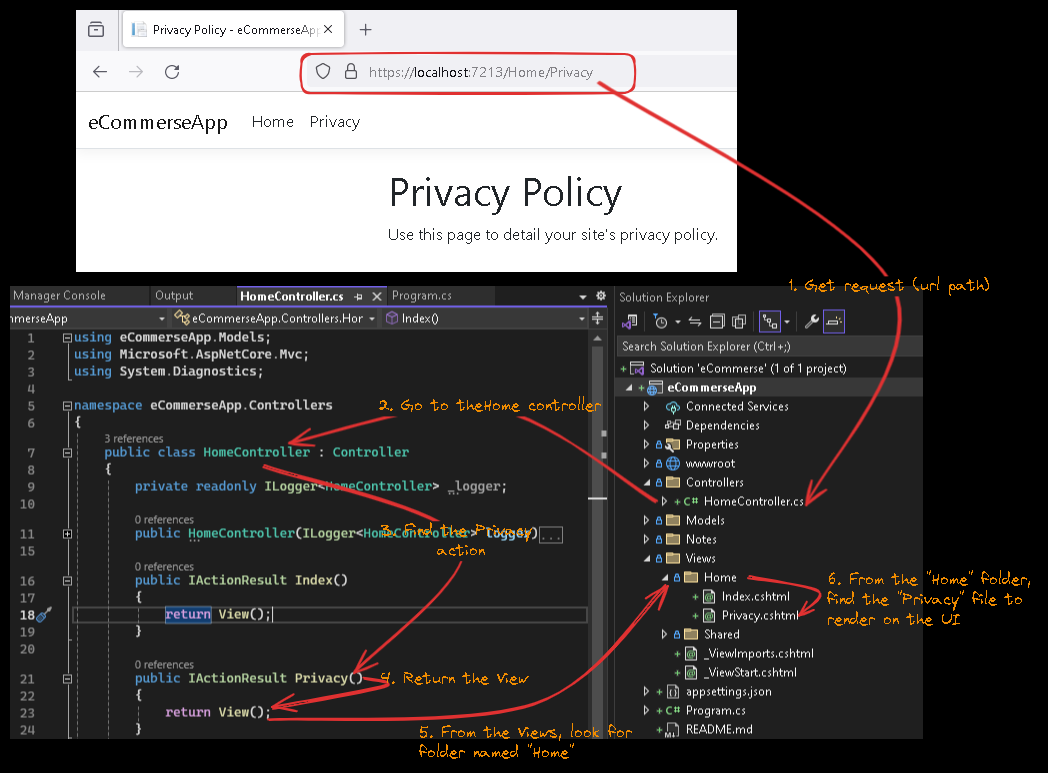 Privacy Policy - eCommerseApp
https://localhost:7213/Home/Privacy
eCommerseApp Home Privacy
Privacy Policy
Use this page to detail your site's privacy policy.
1. Get request (url path)
Manager Console Output HomeController.cs Program.cs
mmerseApp eCommerseApp.Controllers.Hor Index()
1 using eCommerseApp.Models;
2 using Microsoft.AspNetCore.Mvc;
3 using System.Diagnostics;
4
5 namespace eCommerseApp.Controllers
6 {
3 references
7 public class HomeController : Controller
8 {
9 private readonly ILogger<HomeController> _logger;
10
0 references
11 public HomeController(ILogger<HomeController> logger)...
15
0 references
16 public IActionResult Index()
17 {
18 return View();
19 }
20
0 references
21 public IActionResult Privacy()
22 {
23 return View();
24 }
2. Go to theHome controller
3. Find the Privacy
action
4. Return the View
5. From the Views, look for
folder named "Home"
Solution Explorer
Search Solution Explorer (Ctrl+;)
Solution 'eCommerse' (1 of 1 project)
eCommerseApp
Connected Services
Dependencies
Properties
wwwroot
Controllers
C# HomeController.cs
Models
Notes
Views
Home
Index.cshtml
Privacy.cshtml
Shared
_ViewImports.cshtml
_ViewStart.cshtml
appsettings.json
C# Program.cs
README.md
6. From the "Home" folder,
find the "Privacy" file to
render on the UI